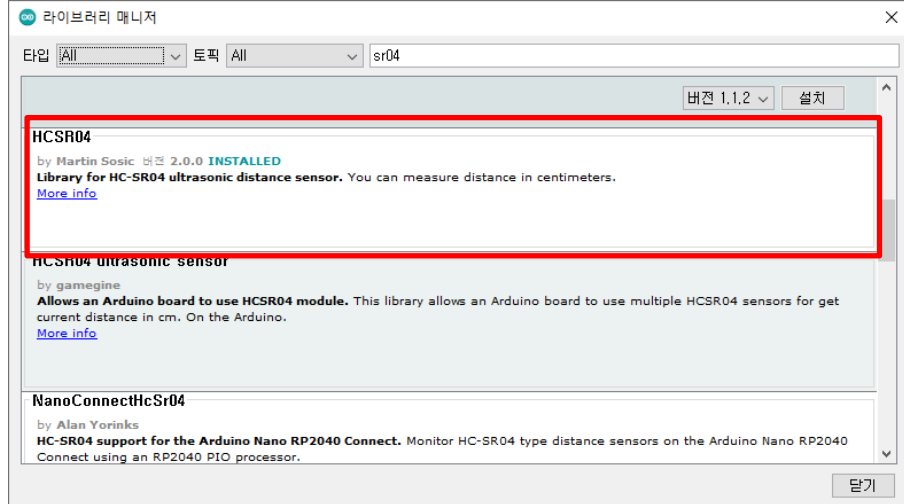 라이브러리 매니저
타입 All 토픽 All sr04
버전 1.1.2 설치
HCSR04
by Martin Sosic 버전 2.0.0 INSTALLED
Library for HC-SR04 ultrasonic distance sensor. You can measure distance in centimeters.
More info
HCSR04 ultrasonic sensor
by gamegine
Allows an Arduino board to use HCSR04 module. This library allows an Arduino board to use multiple HCSR04 sensors for get
current distance in cm. On the Arduino.
More info
NanoConnectHcSr04
by Alan Yorinks
HC-SR04 support for the Arduino Nano RP2040 Connect. Monitor HC-SR04 type distance sensors on the Arduino Nano RP2040
Connect using an RP2040 PIO processor.
닫기